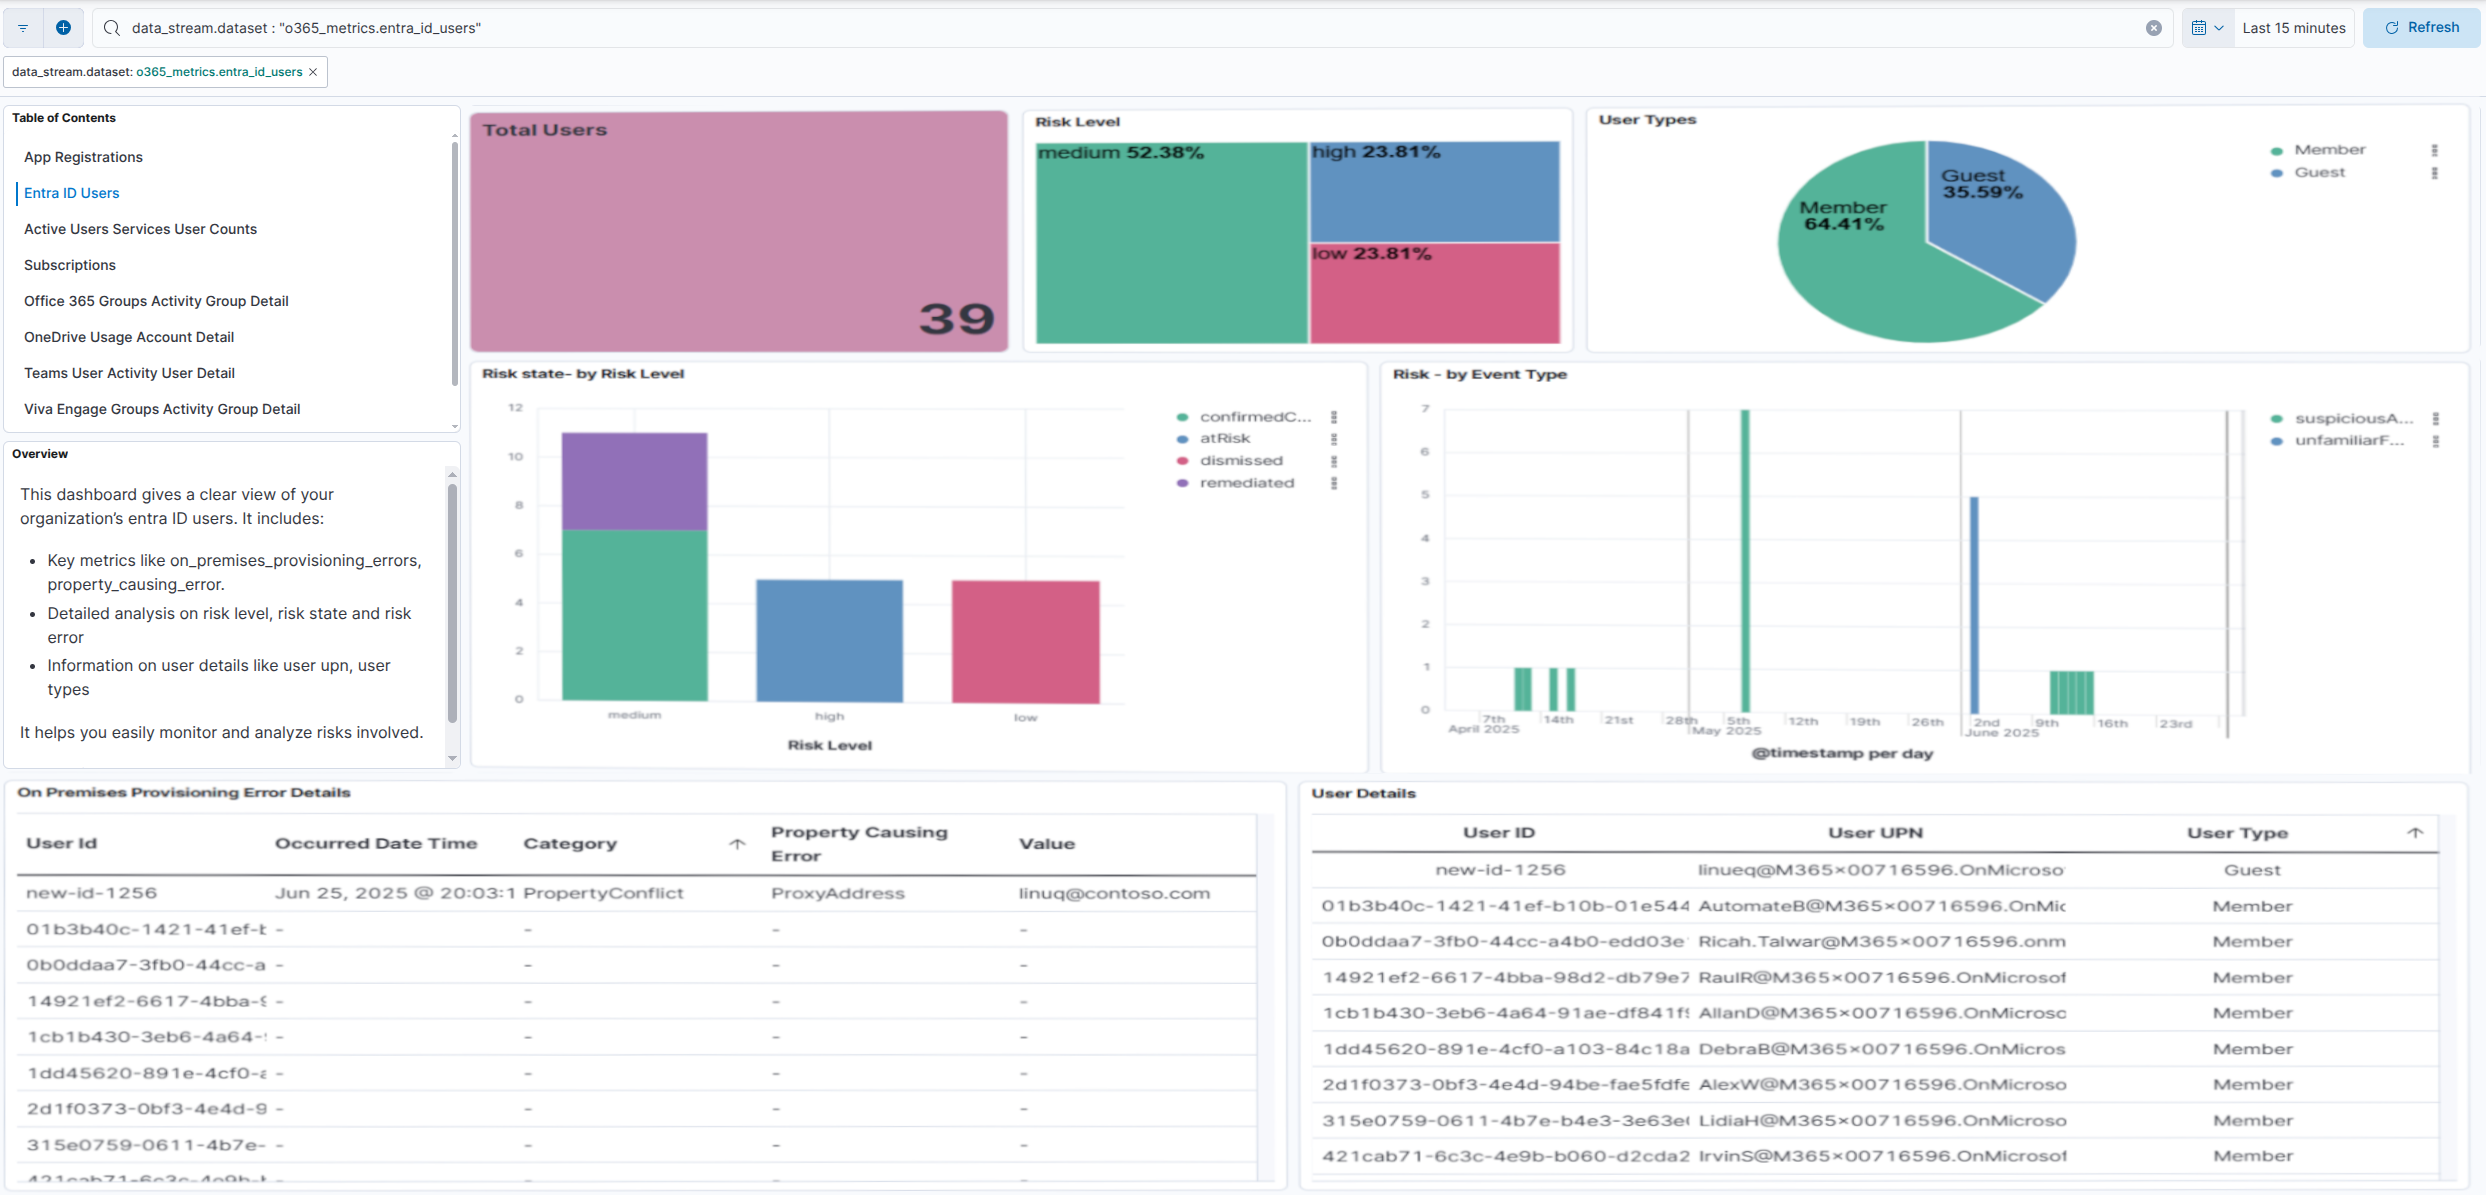 data_stream.dataset : "o365_metrics.entra_id_users"
Last 15 minutes
Refresh
data_stream.dataset: o365_metrics.entra_id_users
Table of Contents
App Registrations
Entra ID Users
Active Users Services User Counts
Subscriptions
Office 365 Groups Activity Group Detail
OneDrive Usage Account Detail
Teams User Activity User Detail
Viva Engage Groups Activity Group Detail
Overview
This dashboard gives a clear view of your
organization's entra ID users. It includes:
• Key metrics like on_premises_provisioning_errors,
property_causing_error.
• Detailed analysis on risk level, risk state and risk
error
• Information on user details like user upn, user
types
It helps you easily monitor and analyze risks involved.
Total Users
39
Risk Level
medium 52.38%
high 23.81%
low 23.81%
User Types
Guest
35.59%
Member
64.41%
Member
Guest
Risk state- by Risk Level
12
10
8
6
4
2
0
medium high low
Risk Level
confirmedC...
atRisk
dismissed
remediated
Risk - by Event Type
7
6
5
4
3
2
1
0
7th 14th 21st 28th 5th 12th 19th 26th 2nd 9th 16th 23rd
April 2025 May 2025 June 2025
@timestamp per day
suspiciousA...
unfamiliarF...
On Premises Provisioning Error Details
User Id Occurred Date Time Category Property Causing Error Value
new-id-1256 Jun 25, 2025 @ 20:03:1 PropertyConflict ProxyAddress linuq@contoso.com
01b3b40c-1421-41ef- - - - -
0b0ddaa7-3fb0-44cc-a - - - -
14921ef2-6617-4bba- - - - -
1cb1b430-3eb6-4a64- - - - -
1dd45620-891e-4cf0- - - - -
2d1f0373-0bf3-4e4d-9 - - - -
315e0759-0611-4b7e- - - - -
User Details
User ID User UPN User Type
new-id-1256 linueq@M365x00716596.OnMicroso Guest
01b3b40c-1421-41ef-b10b-01e544 AutomateB@M365x00716596.OnMic Member
0b0ddaa7-3fb0-44cc-a4b0-edd03e Ricah.Talwar@M365x00716596.onm Member
14921ef2-6617-4bba-98d2-db79e7 RaulR@M365x00716596.OnMicrosof Member
1cb1b430-3eb6-4a64-91ae-df841f AllanD@M365x00716596.OnMicrosc Member
1dd45620-891e-4cf0-a103-84c18a DebraB@M365x00716596.OnMicros Member
2d1f0373-0bf3-4e4d-94be-fae5fdf AlexW@M365x00716596.OnMicroso Member
315e0759-0611-4b7e-b4e3-3e63e LidiaH@M365x00716596.OnMicroso Member
421cab71-6c3c-4e9b-b060-d2cda2 IrvinS@M365x00716596.OnMicrosof Member